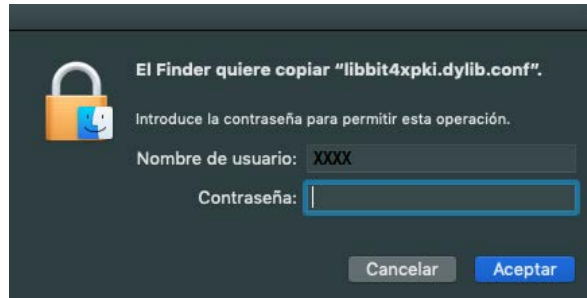 El Finder quiere copiar “libbit4xpki.dylib.conf”.
Introduce la contraseña para permitir esta operación.
Nombre de usuario: XXXX
Contraseña:
Cancelar Aceptar